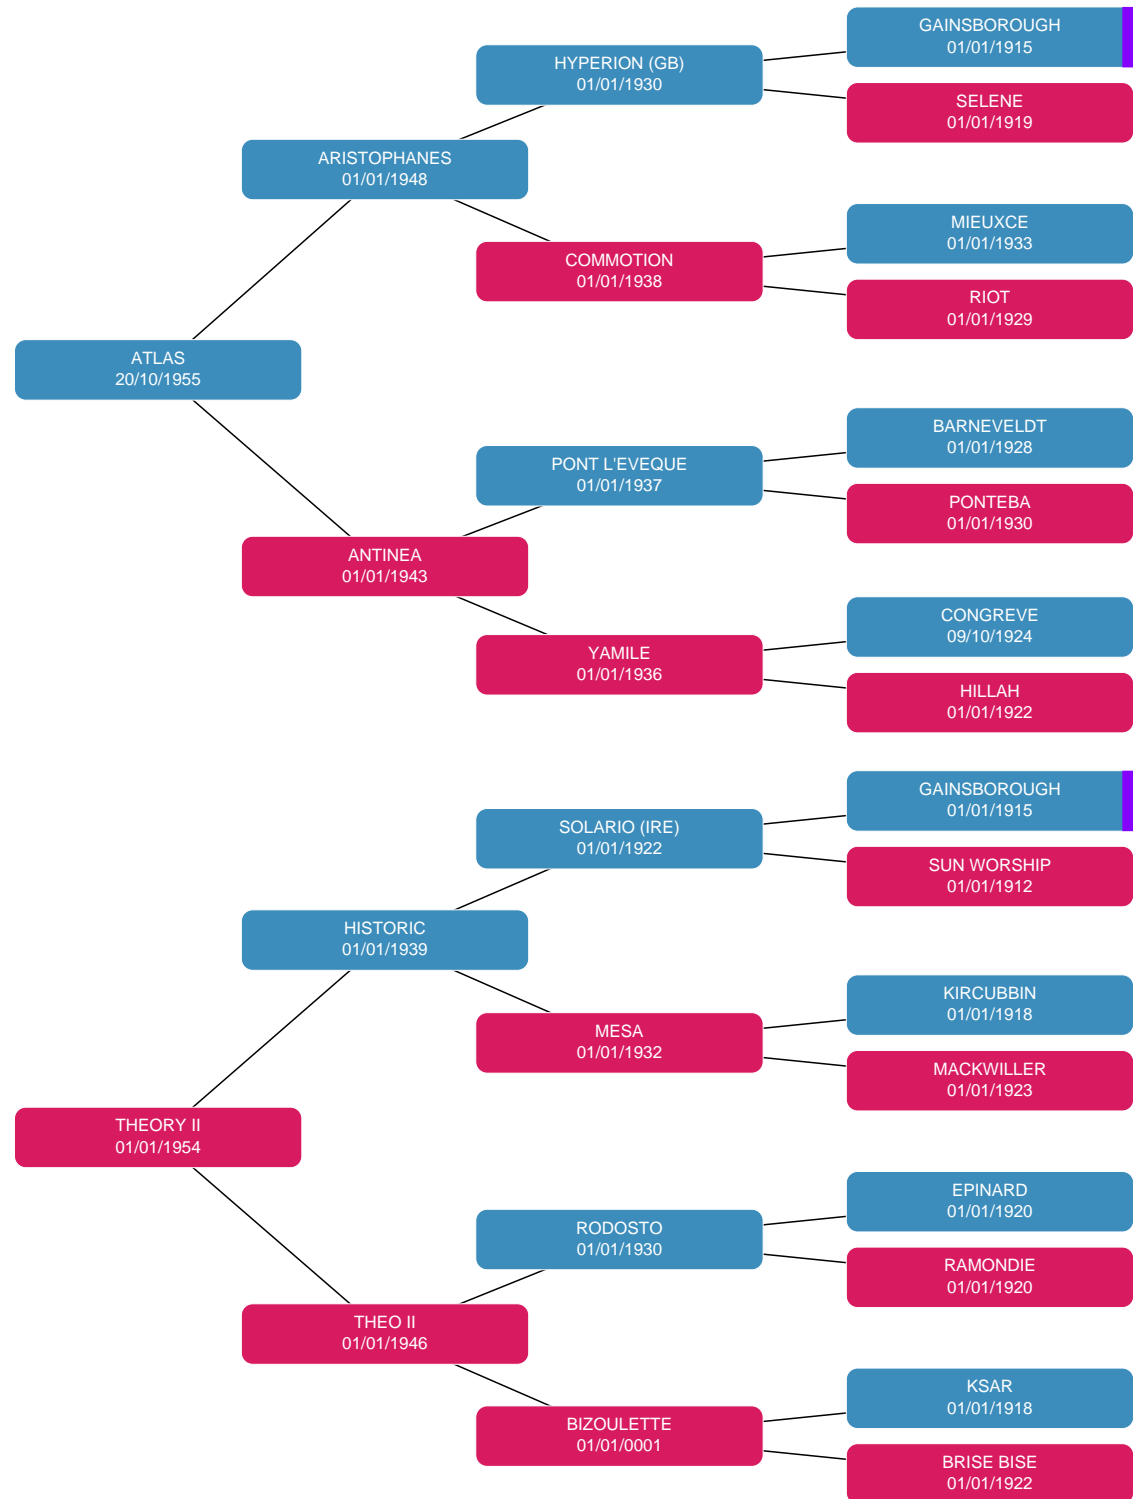 GAINSBOROUGH
01/01/1915
HYPERION (GB)
01/01/1930
SELENE
01/01/1919
ARISTOPHANES
01/01/1948
MIEUXCE
01/01/1933
COMMOTION
01/01/1938
RIOT
01/01/1929
ATLAS
20/10/1955
BARNEVELDT
01/01/1928
PONT L'EVEQUE
01/01/1937
PONTEBA
01/01/1930
ANTINEA
01/01/1943
CONGREVE
09/10/1924
YAMILE
01/01/1936
HILLAH
01/01/1922
GAINSBOROUGH
01/01/1915
SOLARIO (IRE)
01/01/1922
SUN WORSHIP
01/01/1912
HISTORIC
01/01/1939
KIRCUBBIN
01/01/1918
MESA
01/01/1932
MACKWILLER
01/01/1923
THEORY II
01/01/1954
EPINARD
01/01/1920
RODOSTO
01/01/1930
RAMONDIE
01/01/1920
THEO II
01/01/1946
KSAR
01/01/1918
BIZOULETTE
01/01/0001
BRISE BISE
01/01/1922